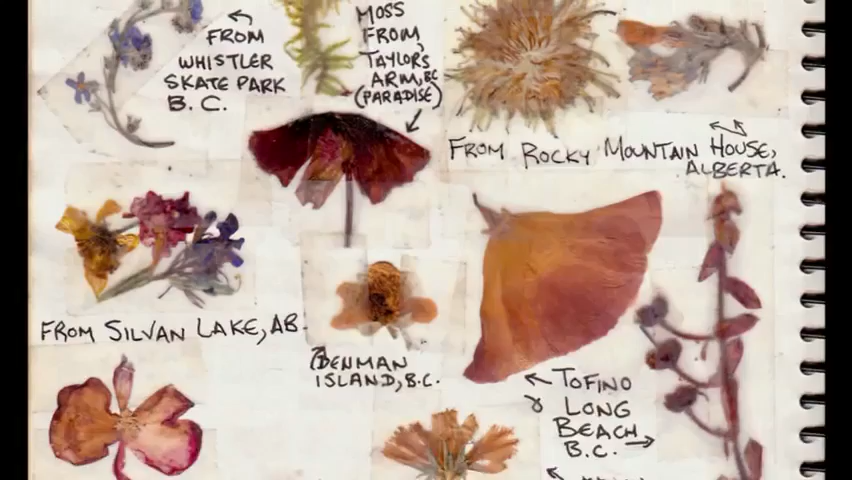 FROM
WHISTLER
SKATE PARK
B.C.
MOSS
FROM,
TAYLORS
ARM, BC
(PARADISE)
FROM ROCKY MOUNTAIN HOUSE,
ALBERTA.
FROM SILVAN LAKE, AB
DENMAN
ISLAND, B.C.
TOFINO
LONG
BEACH
B.C.